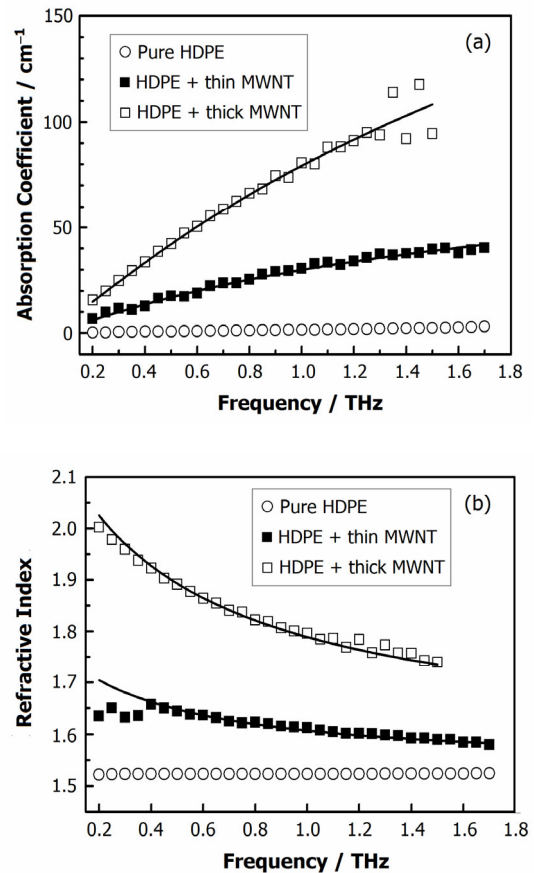 150
100
50
0
Absorption Coefficient / cm⁻¹
(a)
Pure HDPE
HDPE + thin MWNT
HDPE + thick MWNT
0.2 0.4 0.6 0.8 1.0 1.2 1.4 1.6 1.8
Frequency / THz
2.1
2.0
1.9
1.8
1.7
1.6
1.5
Refractive Index
(b)
Pure HDPE
HDPE + thin MWNT
HDPE + thick MWNT
0.2 0.4 0.6 0.8 1.0 1.2 1.4 1.6 1.8
Frequency / THz